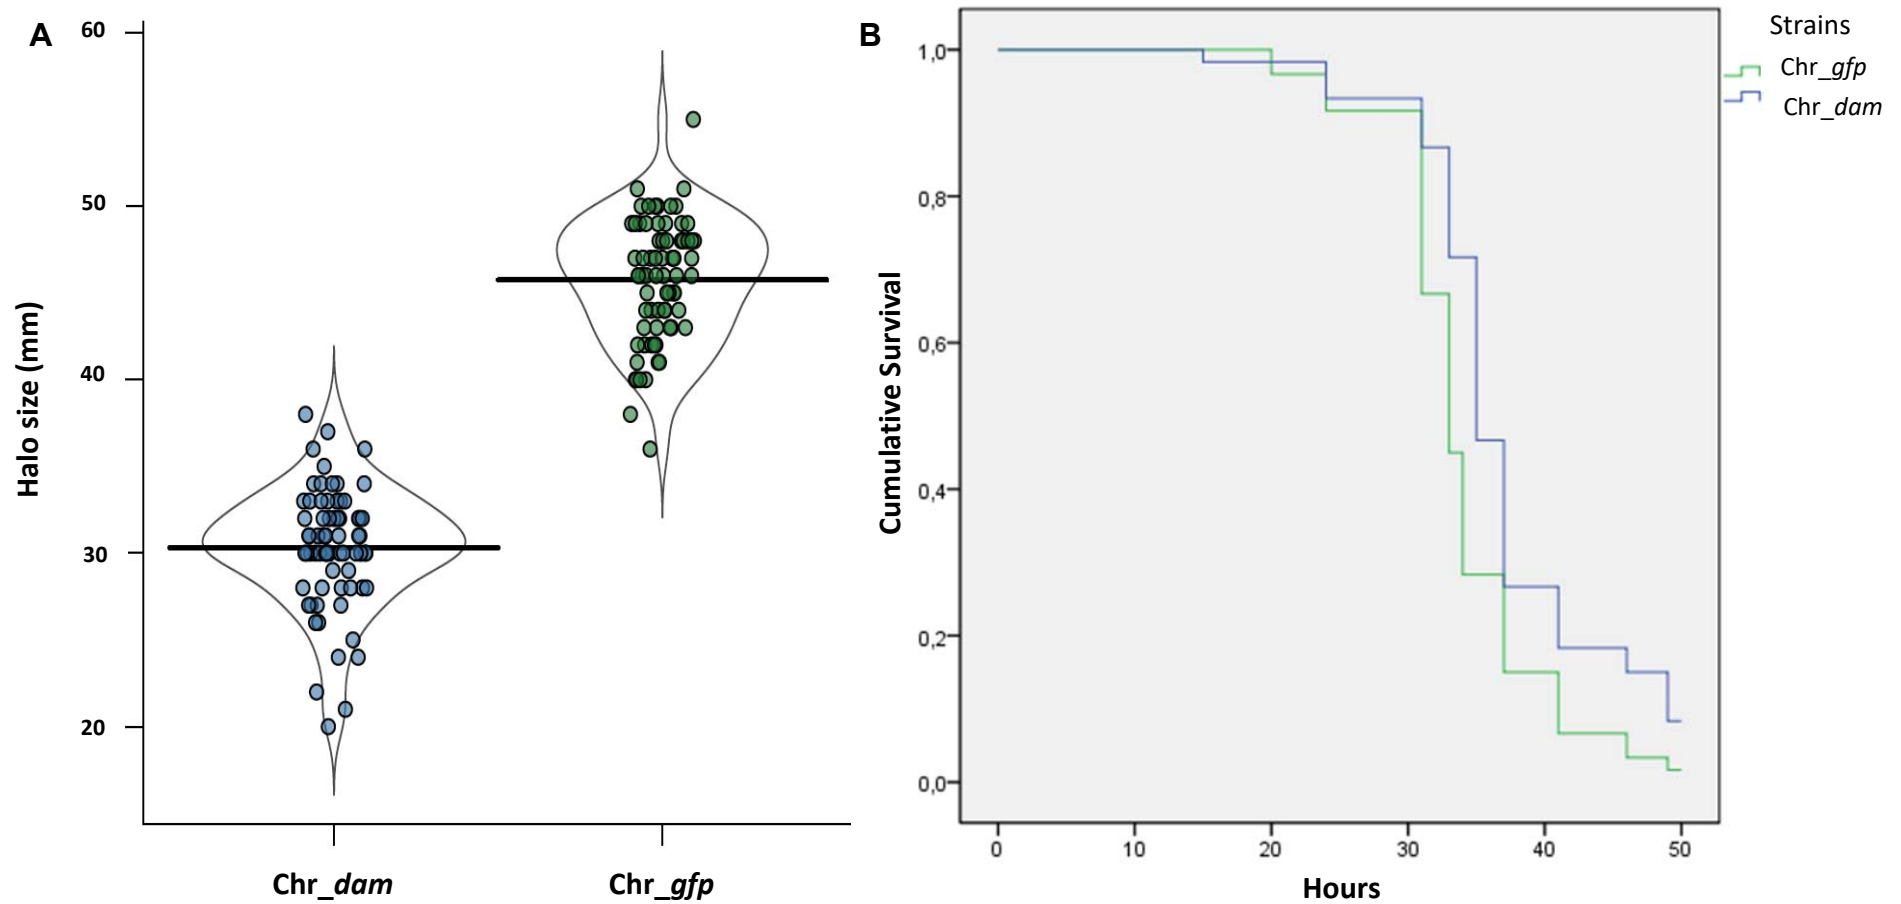 A
60
50
40
30
20
Halo size (mm)
Chr_dam
Chr_gfp
B
1,0
0,8
0,6
0,4
0,2
0,0
Cumulative Survival
0 10 20 30 40 50
Hours
Strains
Chr_gfp
Chr_dam